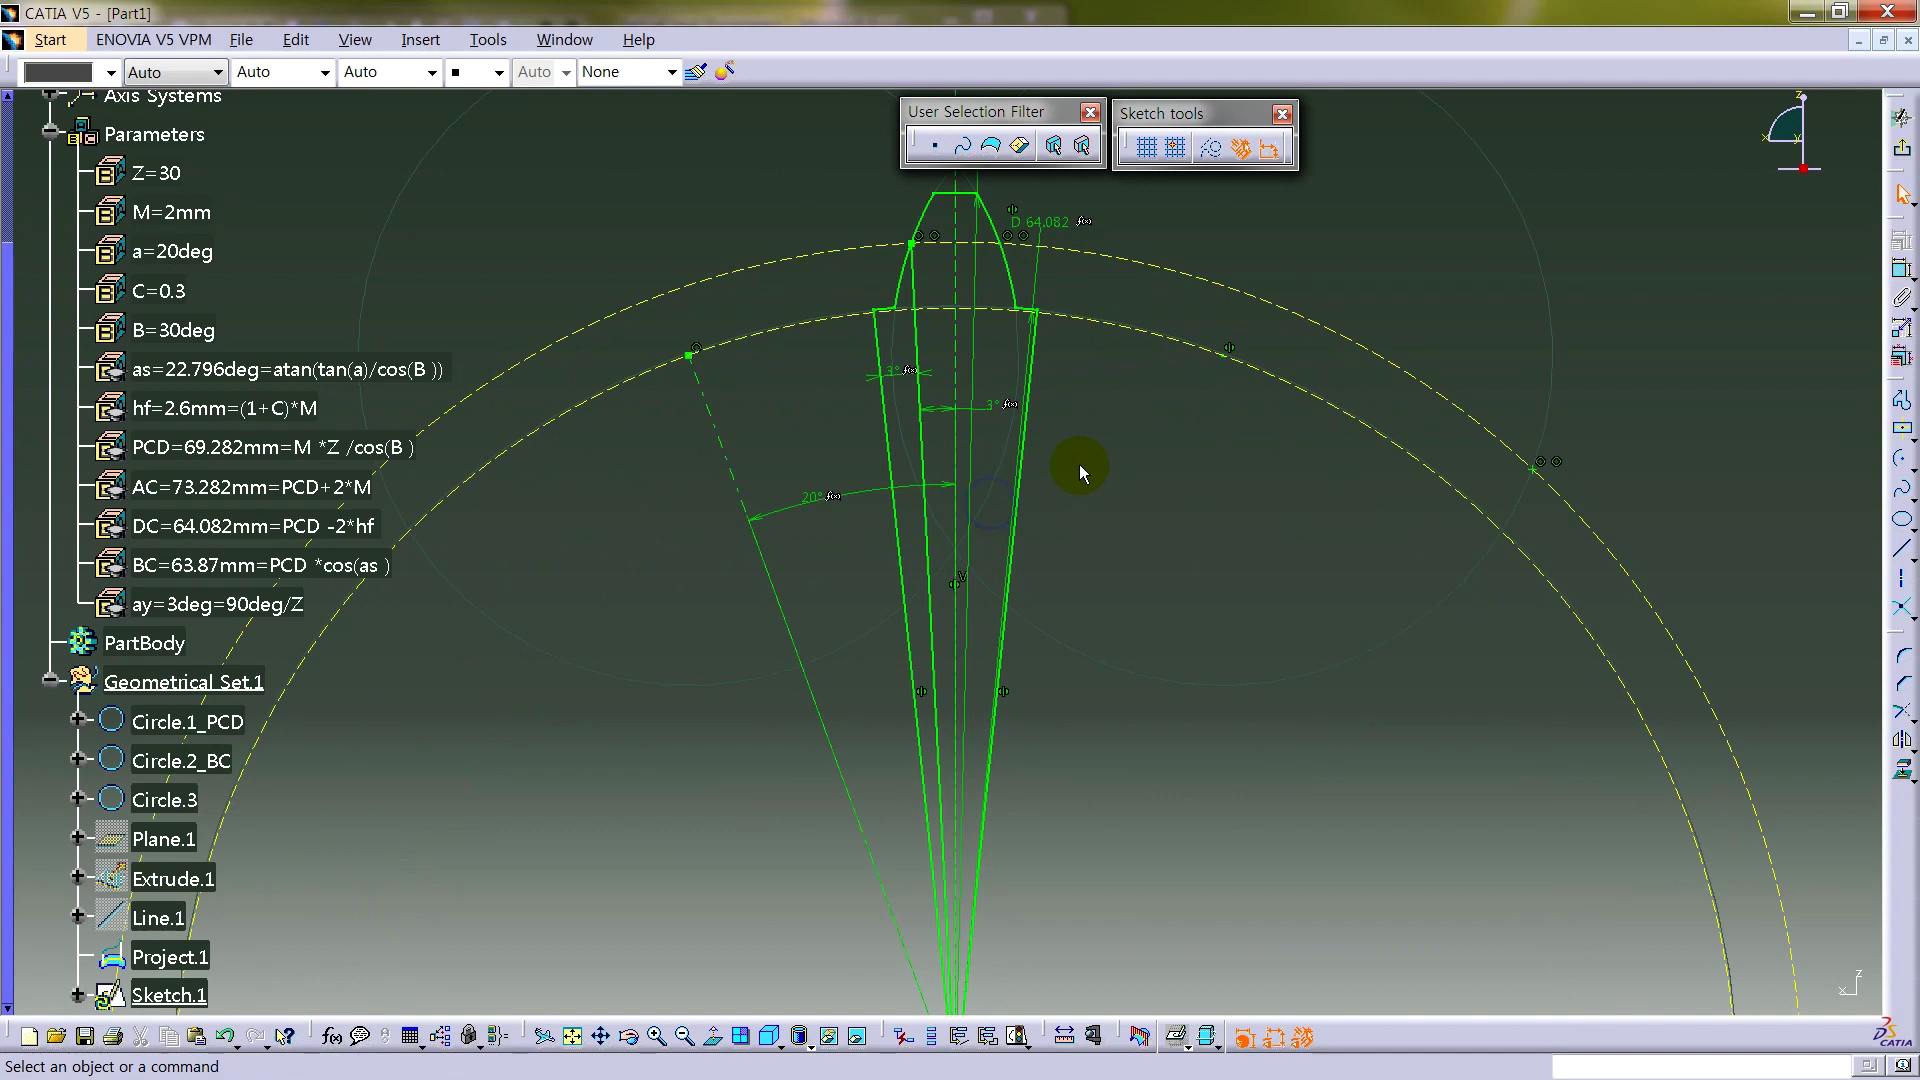 CATIA V5 - [Part1]
Start ENOVIA V5 VPM File Edit View Insert Tools Window Help
Auto Auto Auto Auto None
Axis Systems
Parameters
Z=30
M=2mm
a=20deg
C=0.3
B=30deg
as=22.796deg=atan(tan(a)/cos(B ))
hf=2.6mm=(1+C)*M
PCD=69.282mm=M *Z /cos(B )
AC=73.282mm=PCD+2*M
DC=64.082mm=PCD -2*hf
BC=63.87mm=PCD *cos(as )
ay=3deg=90deg/Z
PartBody
Geometrical Set.1
Circle.1_PCD
Circle.2_BC
Circle.3
Plane.1
Extrude.1
Line.1
Project.1
Sketch.1
User Selection Filter
Sketch tools
D 64.082 f(x)
3° f(x)
3° f(x)
20° f(x)
V
z
x
y
z
x
CATIA
Select an object or a command